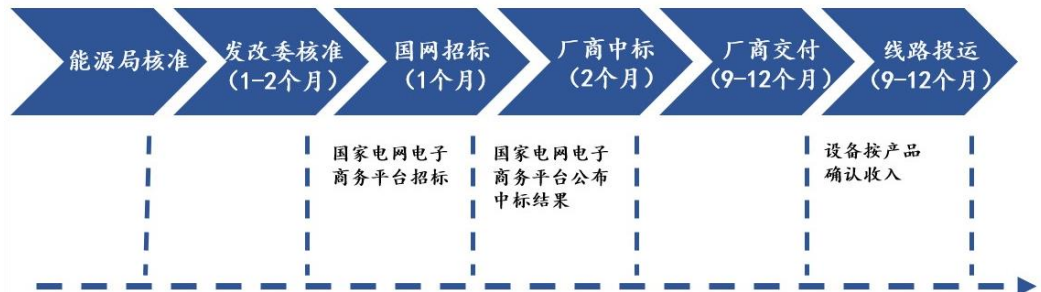 能源局核准
发改委核准
(1-2个月)
国网招标
(1个月)
厂商中标
(2个月)
厂商交付
(9-12个月)
线路投运
(9-12个月)
国家电网电子
商务平台招标
国家电网电子
商务平台公布
中标结果
设备按产品
确认收入